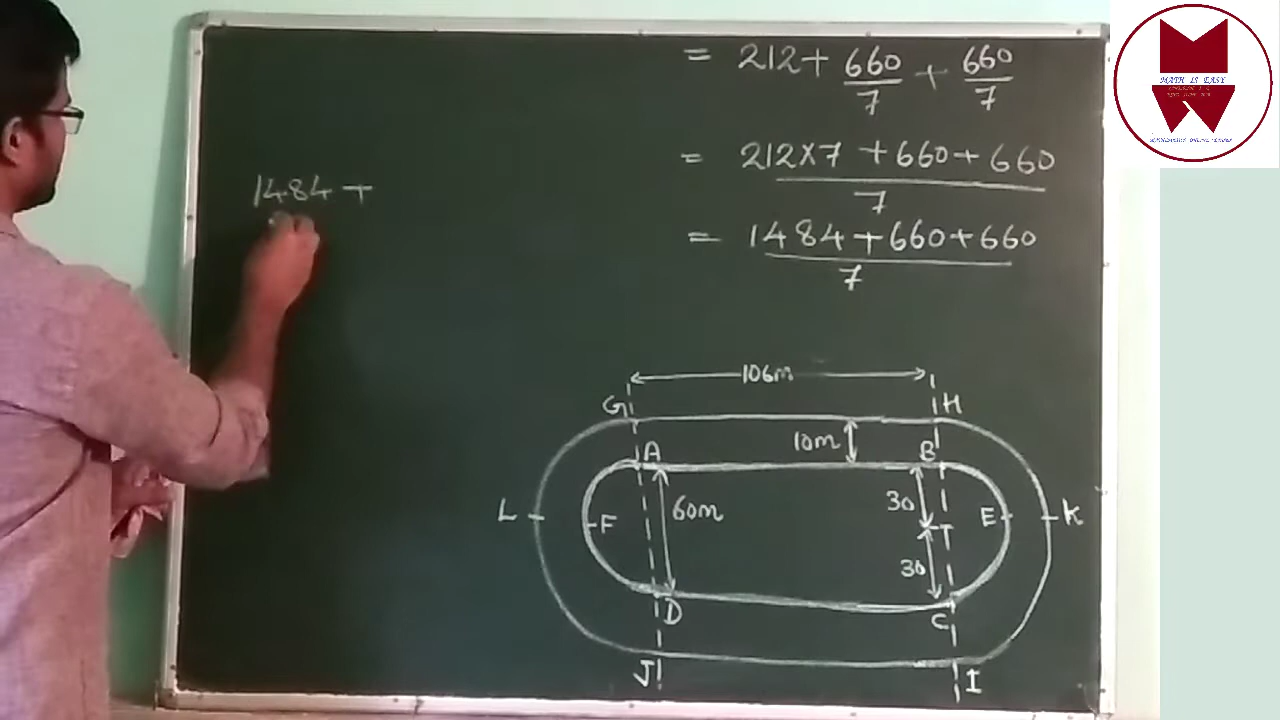 = 212 + 660/7 + 660/7
= 212×7 + 660 + 660 / 7
= 1484 + 660 + 660 / 7
1484 +
106m
G H
A 10m B
60m 30
L F T E K
30
D C
J I
MATH IS EASY